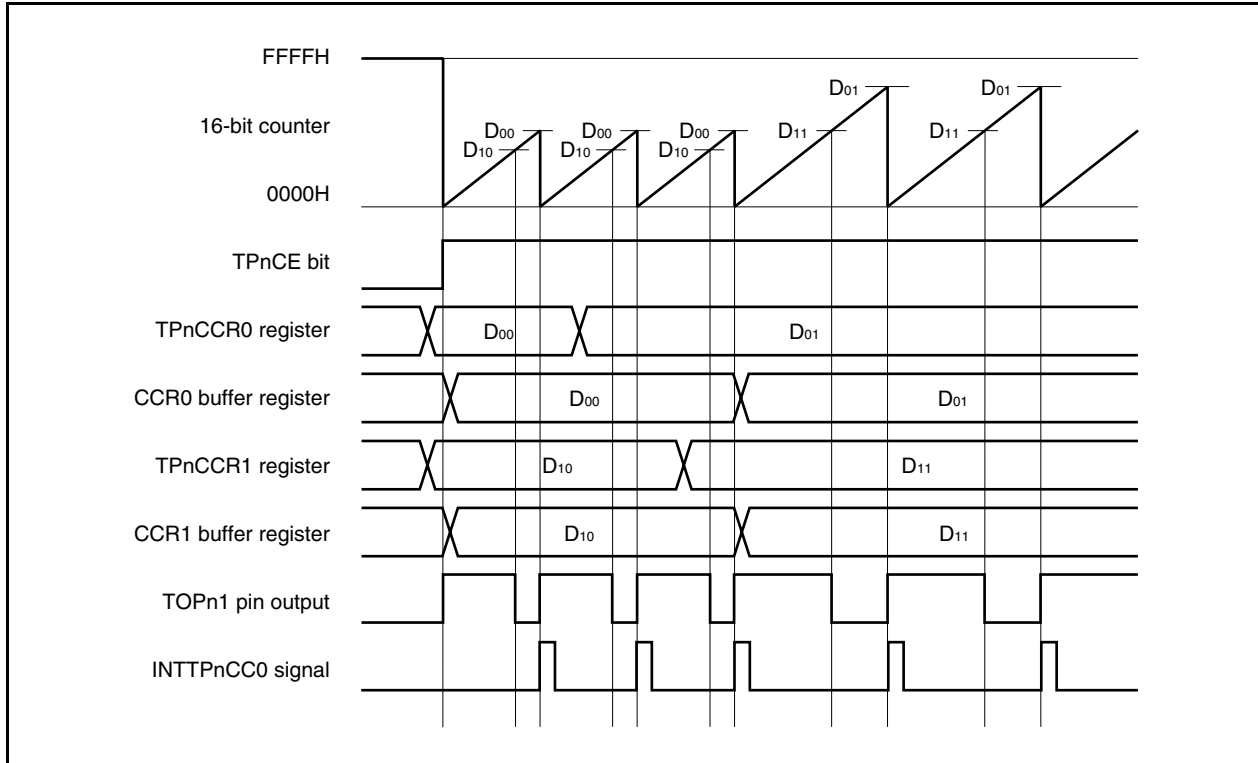 FFFFH
16-bit counter
0000H
D01 D01
D00 D00 D00 D11 D11
D10 D10 D10
TPnCE bit
TPnCCR0 register D00 D01
CCR0 buffer register D00 D01
TPnCCR1 register D10 D11
CCR1 buffer register D10 D11
TOPn1 pin output
INTTPnCC0 signal